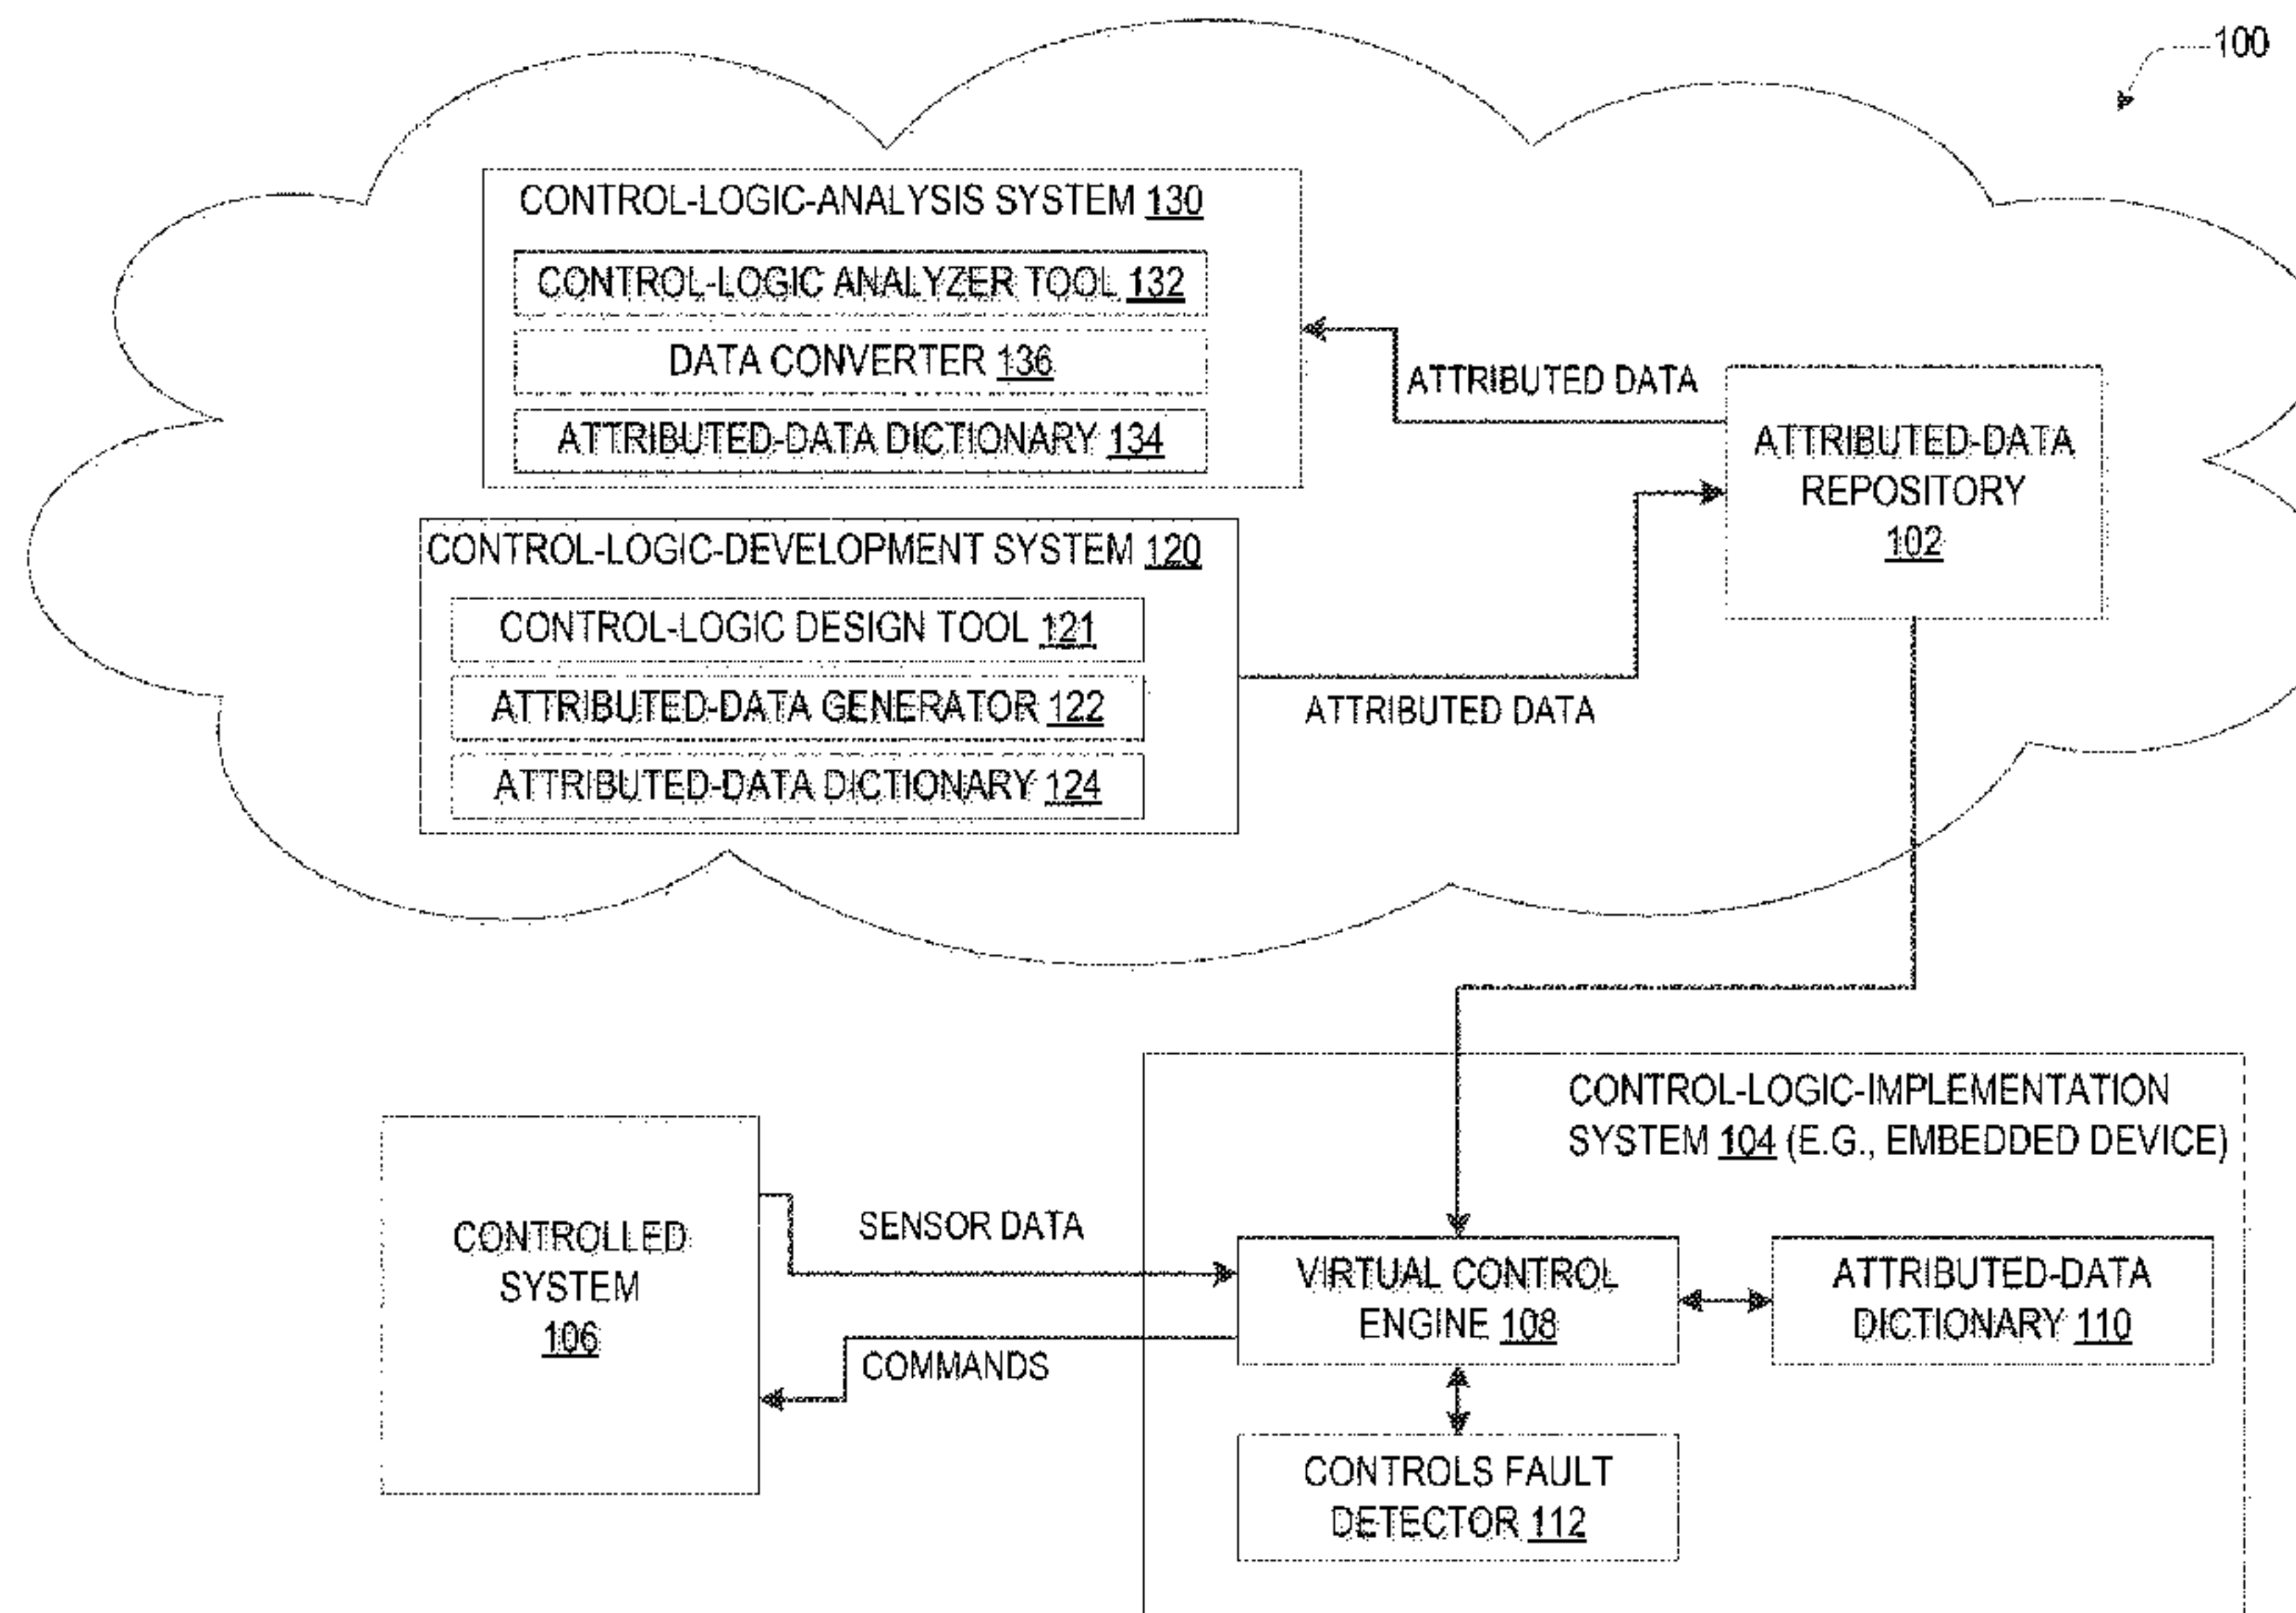 100
CONTROL-LOGIC-ANALYSIS SYSTEM 130
CONTROL-LOGIC ANALYZER TOOL 132
DATA CONVERTER 136
ATTRIBUTED-DATA DICTIONARY 134
ATTRIBUTED DATA
ATTRIBUTED-DATA
REPOSITORY
102
CONTROL-LOGIC-DEVELOPMENT SYSTEM 120
CONTROL-LOGIC DESIGN TOOL 121
ATTRIBUTED-DATA GENERATOR 122
ATTRIBUTED-DATA DICTIONARY 124
ATTRIBUTED DATA
CONTROL-LOGIC-IMPLEMENTATION
SYSTEM 104 (E.G., EMBEDDED DEVICE)
CONTROLLED
SYSTEM
106
SENSOR DATA
COMMANDS
VIRTUAL CONTROL
ENGINE 108
ATTRIBUTED-DATA
DICTIONARY 110
CONTROLS FAULT
DETECTOR 112